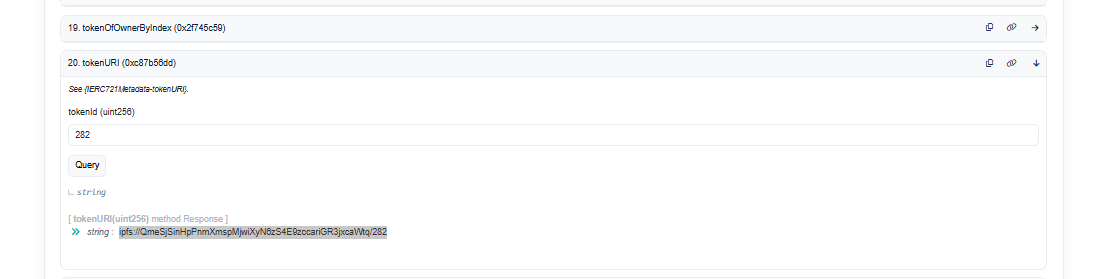 19. tokenOfOwnerByIndex (0x2f745c59)
20. tokenURI (0xc87b56dd)
See {IERC721Metadata-tokenURI}.
tokenId (uint256)
282
Query
string
[ tokenURI(uint256) method Response ]
string : ipfs://QmeSjSinHpPnmXmspMjwiXyN6zS4E9zccariGR3jxcaWtq/282